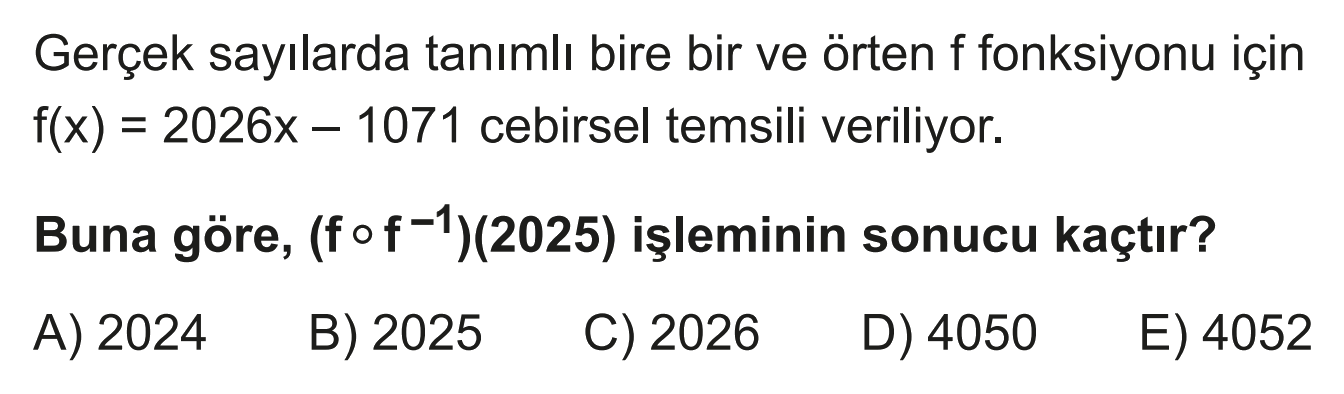 Gerçek sayılarda tanımlı bire bir ve örten f fonksiyonu için
f(x) = 2026x – 1071 cebirsel temsili veriliyor.
Buna göre, (f∘f⁻¹)(2025) işleminin sonucu kaçtır?
A) 2024 B) 2025 C) 2026 D) 4050 E) 4052